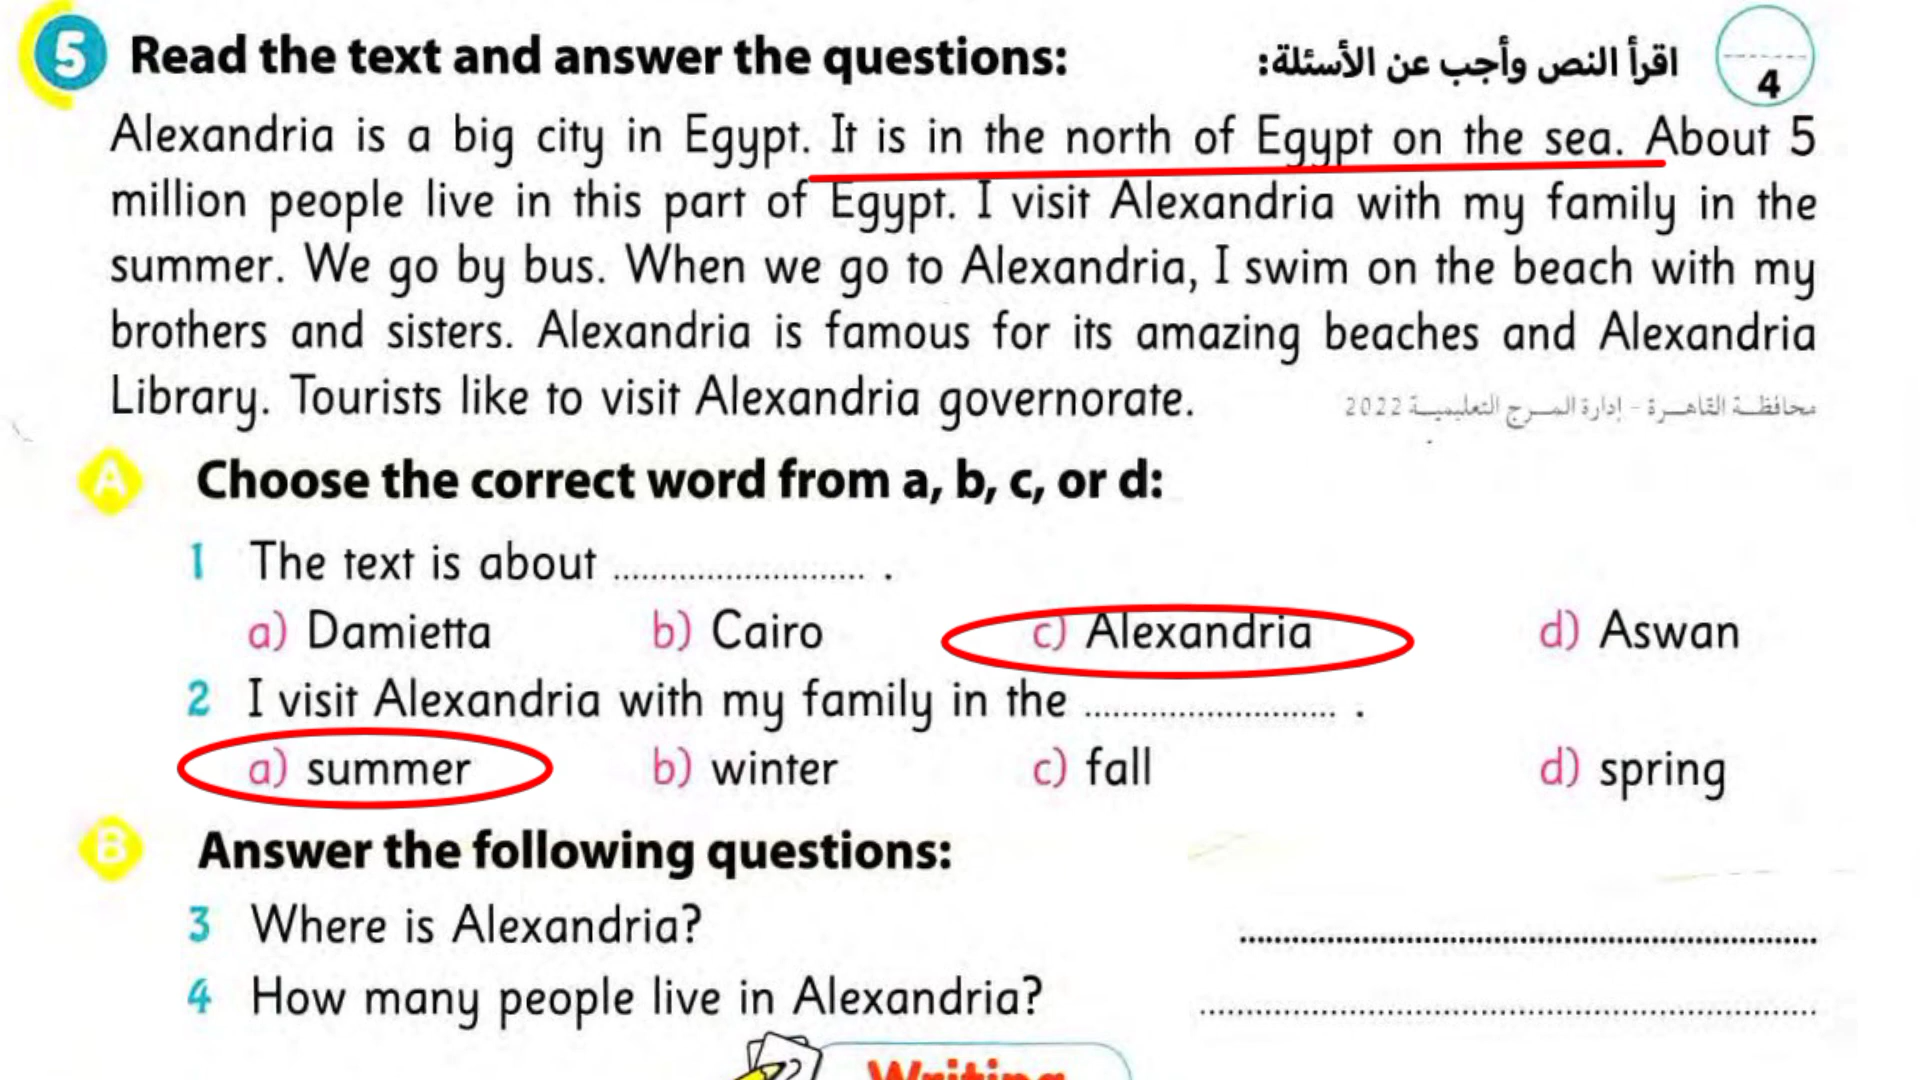 5 Read the text and answer the questions: اقرأ النص وأجب عن الأسئلة: 4
Alexandria is a big city in Egypt. It is in the north of Egypt on the sea. About 5
million people live in this part of Egypt. I visit Alexandria with my family in the
summer. We go by bus. When we go to Alexandria, I swim on the beach with my
brothers and sisters. Alexandria is famous for its amazing beaches and Alexandria
Library. Tourists like to visit Alexandria governorate. محافظة القاهرة - إدارة المرج التعليمية 2022
A Choose the correct word from a, b, c, or d:
1 The text is about .......................... .
a) Damietta b) Cairo c) Alexandria d) Aswan
2 I visit Alexandria with my family in the .......................... .
a) summer b) winter c) fall d) spring
B Answer the following questions:
3 Where is Alexandria? ..........................
4 How many people live in Alexandria? ..........................
Writing